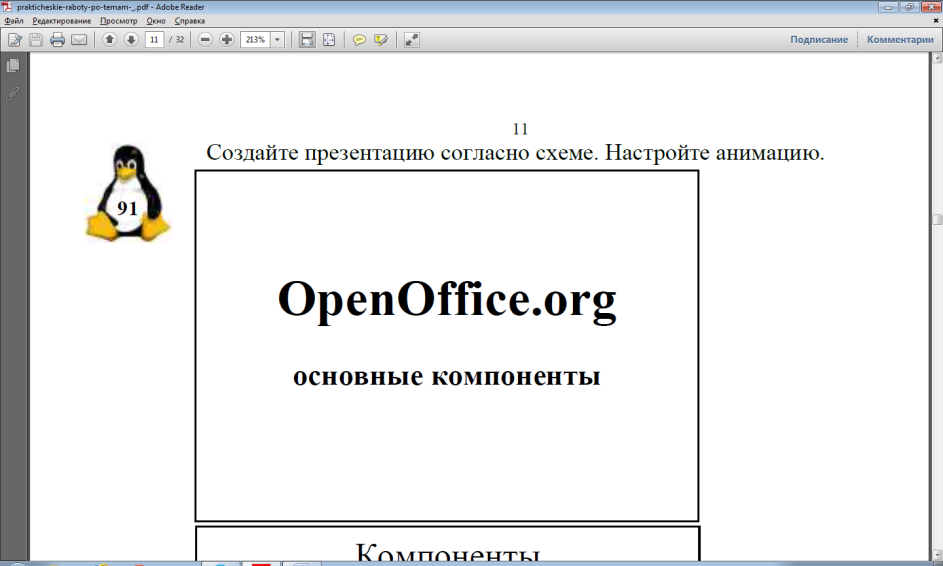 prakticheskie-raboty-po-temam-_.pdf - Adobe Reader
Файл Редактирование Просмотр Окно Справка
11 / 32 213% Подписание Комментарии
11
Создайте презентацию согласно схеме. Настройте анимацию.
91
OpenOffice.org
основные компоненты
Компоненты